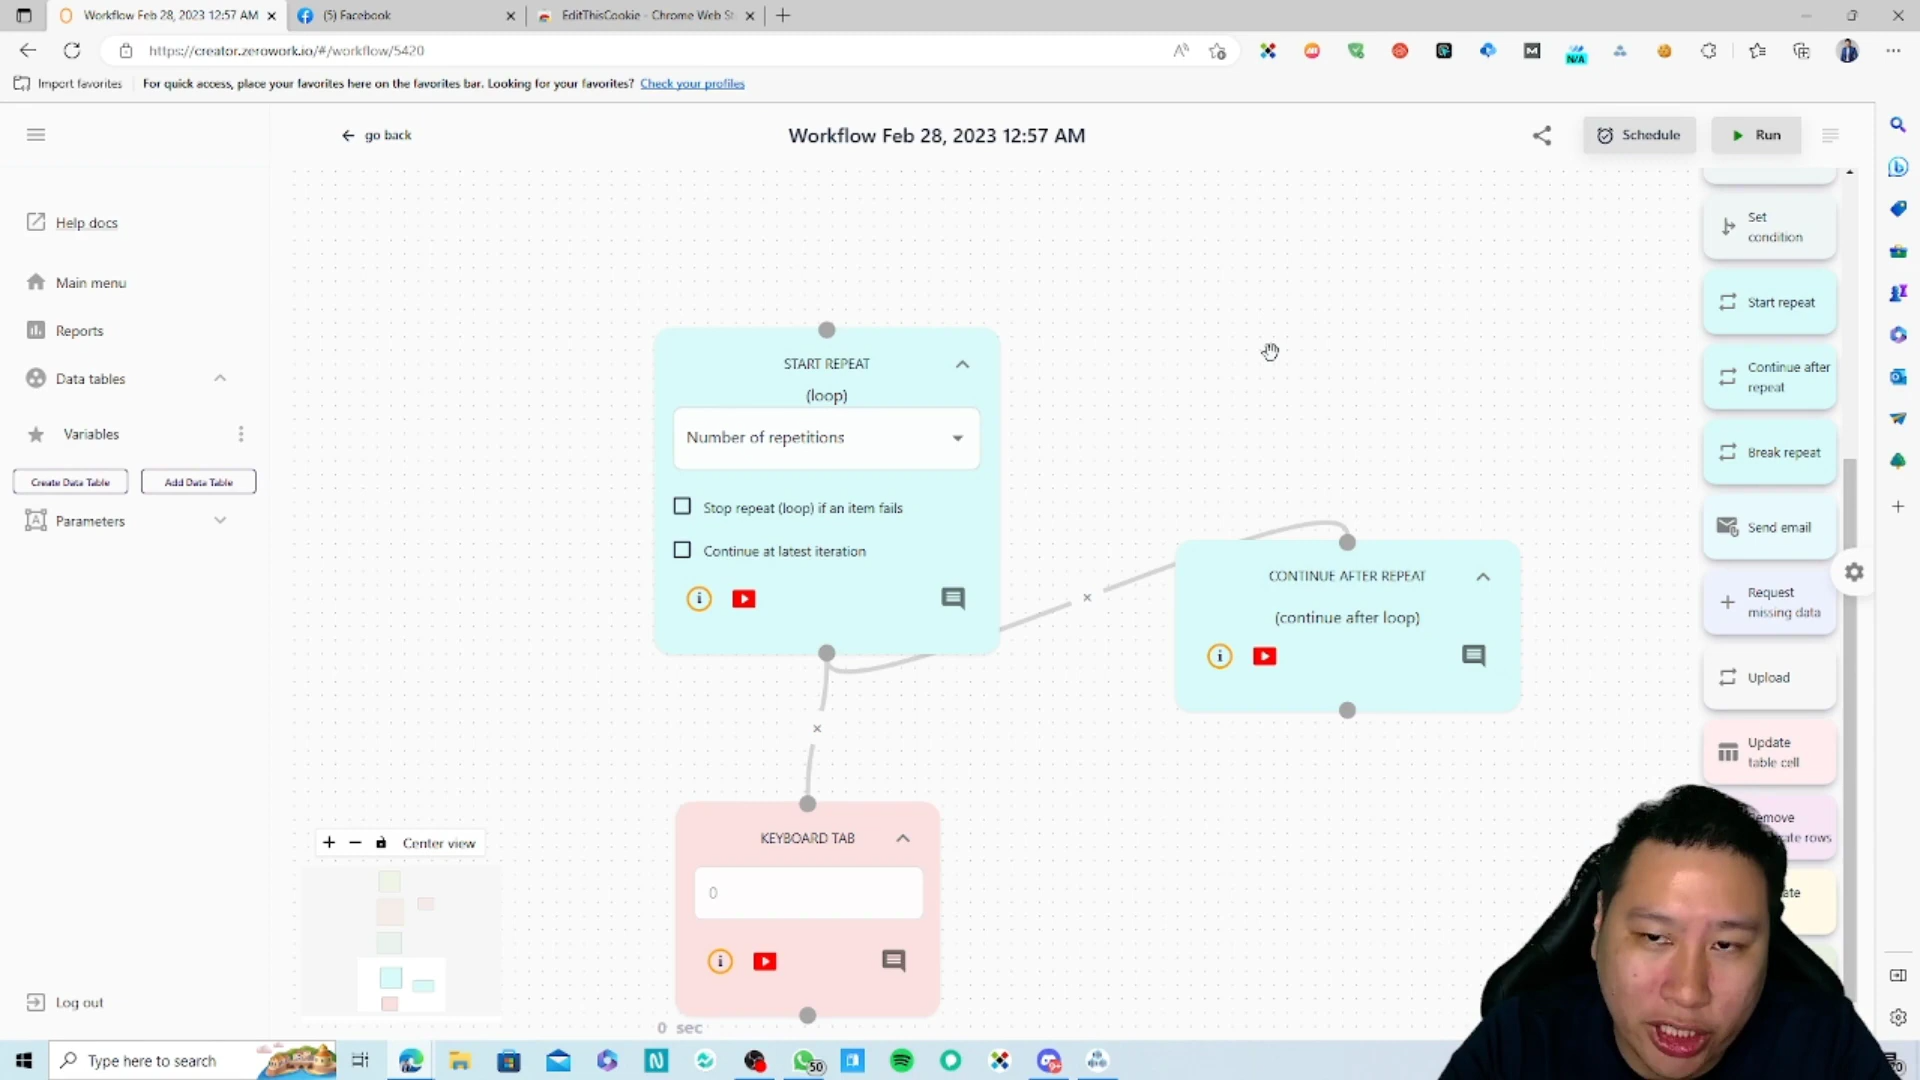 Workflow Feb 28, 2023 12:57 AM
(5) Facebook
EditThisCookie - Chrome Web St
https://creator.zerowork.io/#/workflow/5420
N/A
Import favorites
For quick access, place your favorites here on the favorites bar. Looking for your favorites? Check your profiles
go back
Workflow Feb 28, 2023 12:57 AM
Schedule
Run
Help docs
Main menu
Reports
Data tables
Variables
Create Data Table
Add Data Table
Parameters
Log out
START REPEAT
(loop)
Number of repetitions
Stop repeat (loop) if an item fails
Continue at latest iteration
CONTINUE AFTER REPEAT
(continue after loop)
KEYBOARD TAB
0
0 sec
Center view
Set
condition
Start repeat
Continue after
repeat
Break repeat
Send email
Request
missing data
Upload
Update
table cell
rows
Type here to search
50